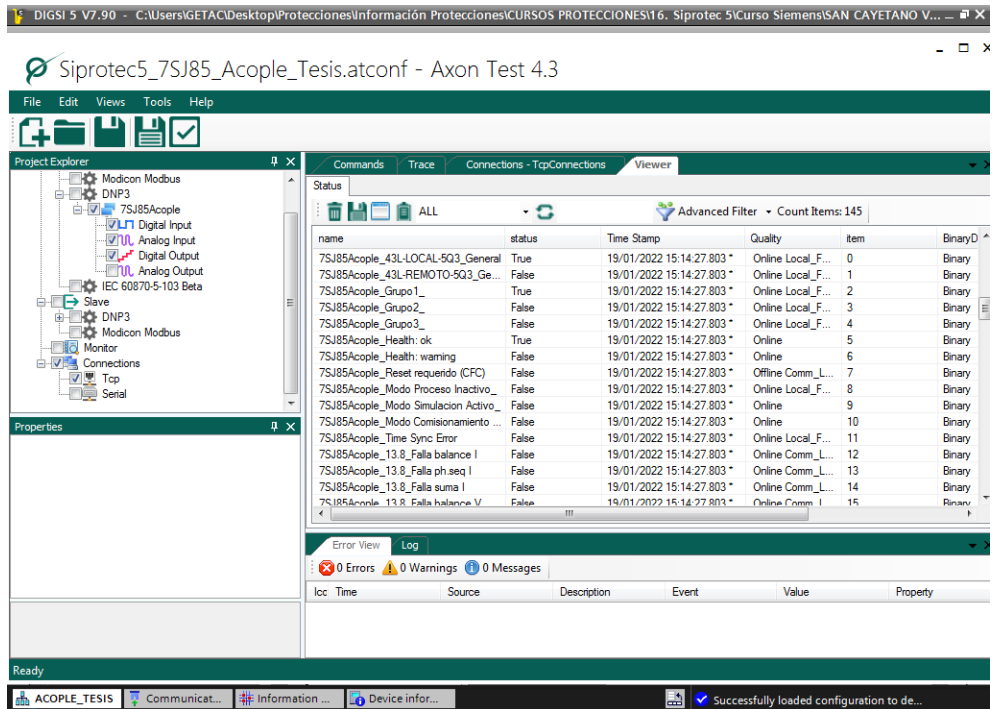 DIGSI 5 V7.90 - C:\Users\GETAC\Desktop\Protecciones\Información Protecciones\CURSOS PROTECCIONES\16. Siprotec 5\Curso Siemens\SAN CAYETANO V...
Siprotec5_7SJ85_Acople_Tesis.atconf - Axon Test 4.3
File Edit Views Tools Help
Project Explorer
Modicon Modbus
DNP3
7SJ85Acople
Digital Input
Analog Input
Digital Output
Analog Output
IEC 60870-5-103 Beta
Slave
DNP3
Modicon Modbus
Monitor
Connections
Tcp
Serial
Properties
Commands Trace Connections - TcpConnections Viewer
Status
ALL Advanced Filter Count Items: 145
name status Time Stamp Quality item BinaryD
7SJ85Acople_43L-LOCAL-5Q3_General True 19/01/2022 15:14:27.803 * Online Local_F... 0 Binary
7SJ85Acople_43L-REMOTO-5Q3_Ge... False 19/01/2022 15:14:27.803 * Online Local_F... 1 Binary
7SJ85Acople_Grupo1_ True 19/01/2022 15:14:27.803 * Online Local_F... 2 Binary
7SJ85Acople_Grupo2_ False 19/01/2022 15:14:27.803 * Online Local_F... 3 Binary
7SJ85Acople_Grupo3_ False 19/01/2022 15:14:27.803 * Online Local_F... 4 Binary
7SJ85Acople_Health: ok True 19/01/2022 15:14:27.803 * Online 5 Binary
7SJ85Acople_Health: warning False 19/01/2022 15:14:27.803 * Online 6 Binary
7SJ85Acople_Reset requerido (CFC) False 19/01/2022 15:14:27.803 * Offline Comm_L... 7 Binary
7SJ85Acople_Modo Proceso Inactivo_ False 19/01/2022 15:14:27.803 * Online Local_F... 8 Binary
7SJ85Acople_Modo Simulacion Activo_ False 19/01/2022 15:14:27.803 * Online 9 Binary
7SJ85Acople_Modo Comisionamiento ... False 19/01/2022 15:14:27.803 * Online 10 Binary
7SJ85Acople_Time Sync Error False 19/01/2022 15:14:27.803 * Online Local_F... 11 Binary
7SJ85Acople_13.8_Falla balance I False 19/01/2022 15:14:27.803 * Online Comm_L... 12 Binary
7SJ85Acople_13.8_Falla ph.seq I False 19/01/2022 15:14:27.803 * Online Comm_L... 13 Binary
7SJ85Acople_13.8_Falla suma I False 19/01/2022 15:14:27.803 * Online Comm_L... 14 Binary
7SJ85Acople_13.8_Falla balance V False 19/01/2022 15:14:27.803 * Online Comm_L... 15 Binary
Error View Log
0 Errors 0 Warnings 0 Messages
Icc Time Source Description Event Value Property
Ready
ACOPLE_TESIS Communicat... Information ... Device infor... Successfully loaded configuration to de...